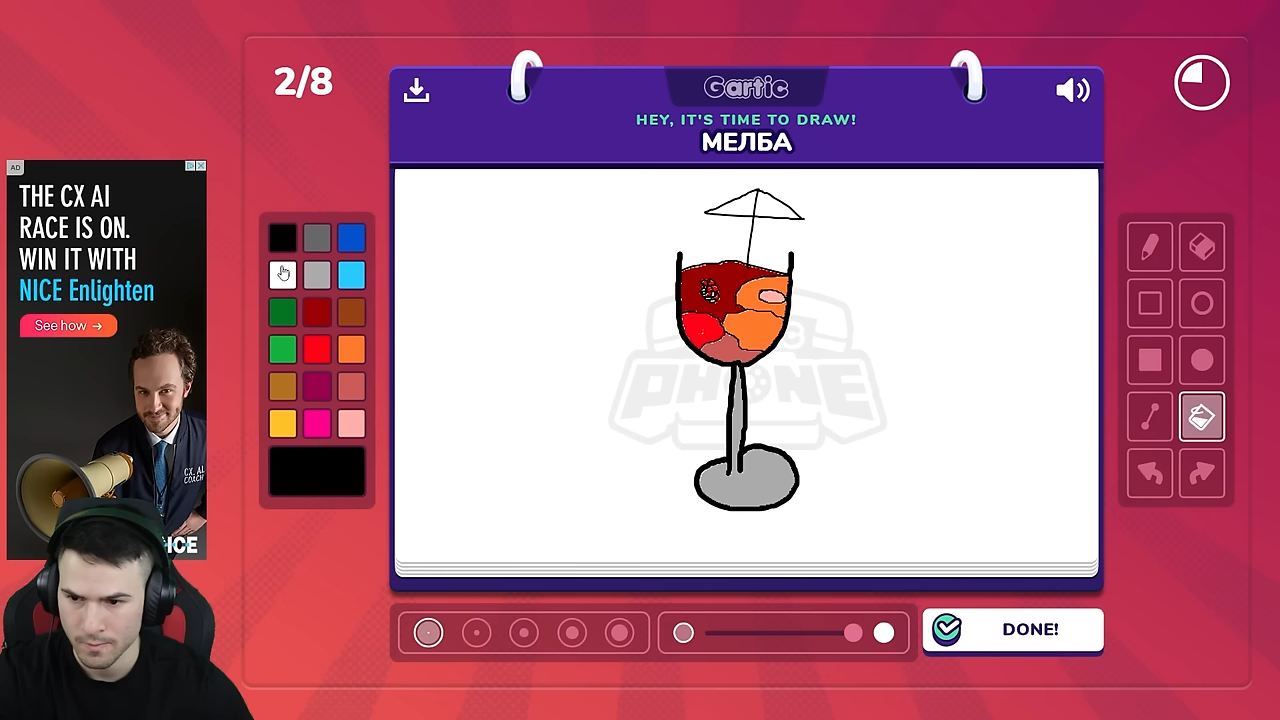 2/8
Gartic
HEY, IT'S TIME TO DRAW!
МЕЛБА
AD
THE CX AI
RACE IS ON.
WIN IT WITH
NICE Enlighten
See how →
CX AI
COACH
ICE
PHONE
DONE!